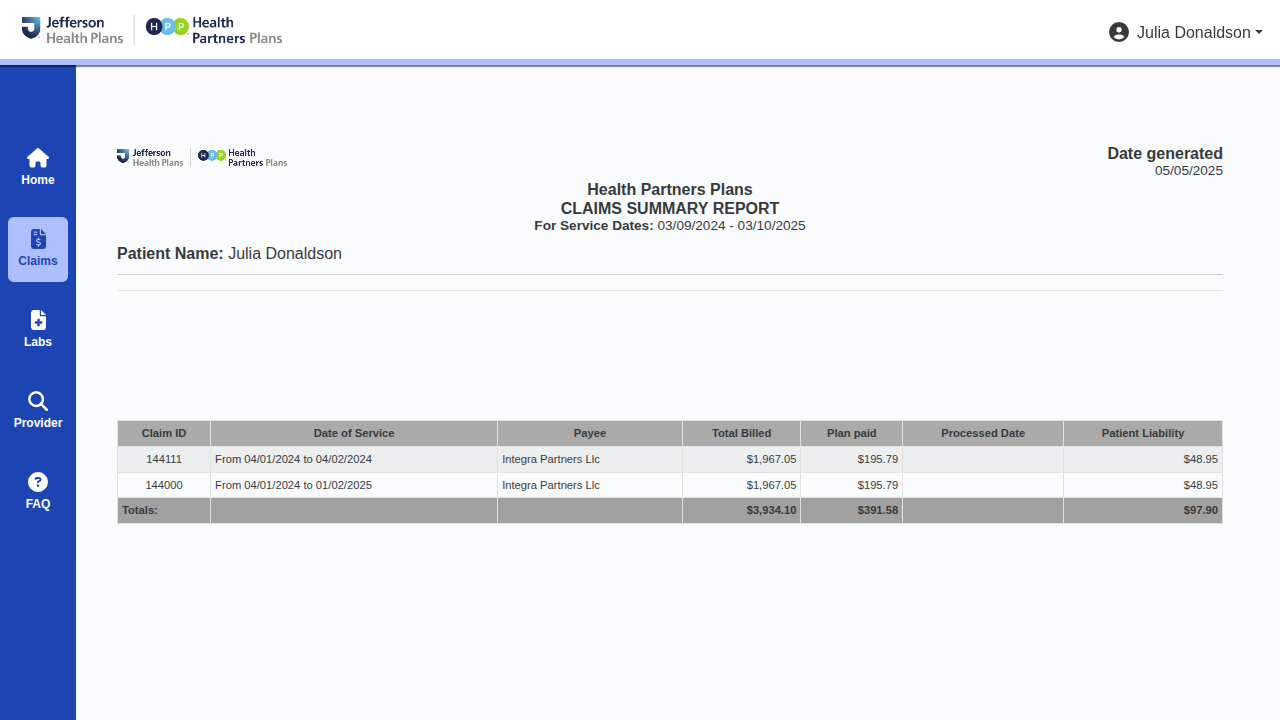 Jefferson Health Plans
HPP Health Partners Plans
Julia Donaldson
Home
Claims
Labs
Provider
FAQ
Jefferson Health Plans
HPP Health Partners Plans
Date generated
05/05/2025
Health Partners Plans
CLAIMS SUMMARY REPORT
For Service Dates: 03/09/2024 - 03/10/2025
Patient Name: Julia Donaldson
Claim ID Date of Service Payee Total Billed Plan paid Processed Date Patient Liability
144111 From 04/01/2024 to 04/02/2024 Integra Partners Llc $1,967.05 $195.79 $48.95
144000 From 04/01/2024 to 01/02/2025 Integra Partners Llc $1,967.05 $195.79 $48.95
Totals: $3,934.10 $391.58 $97.90